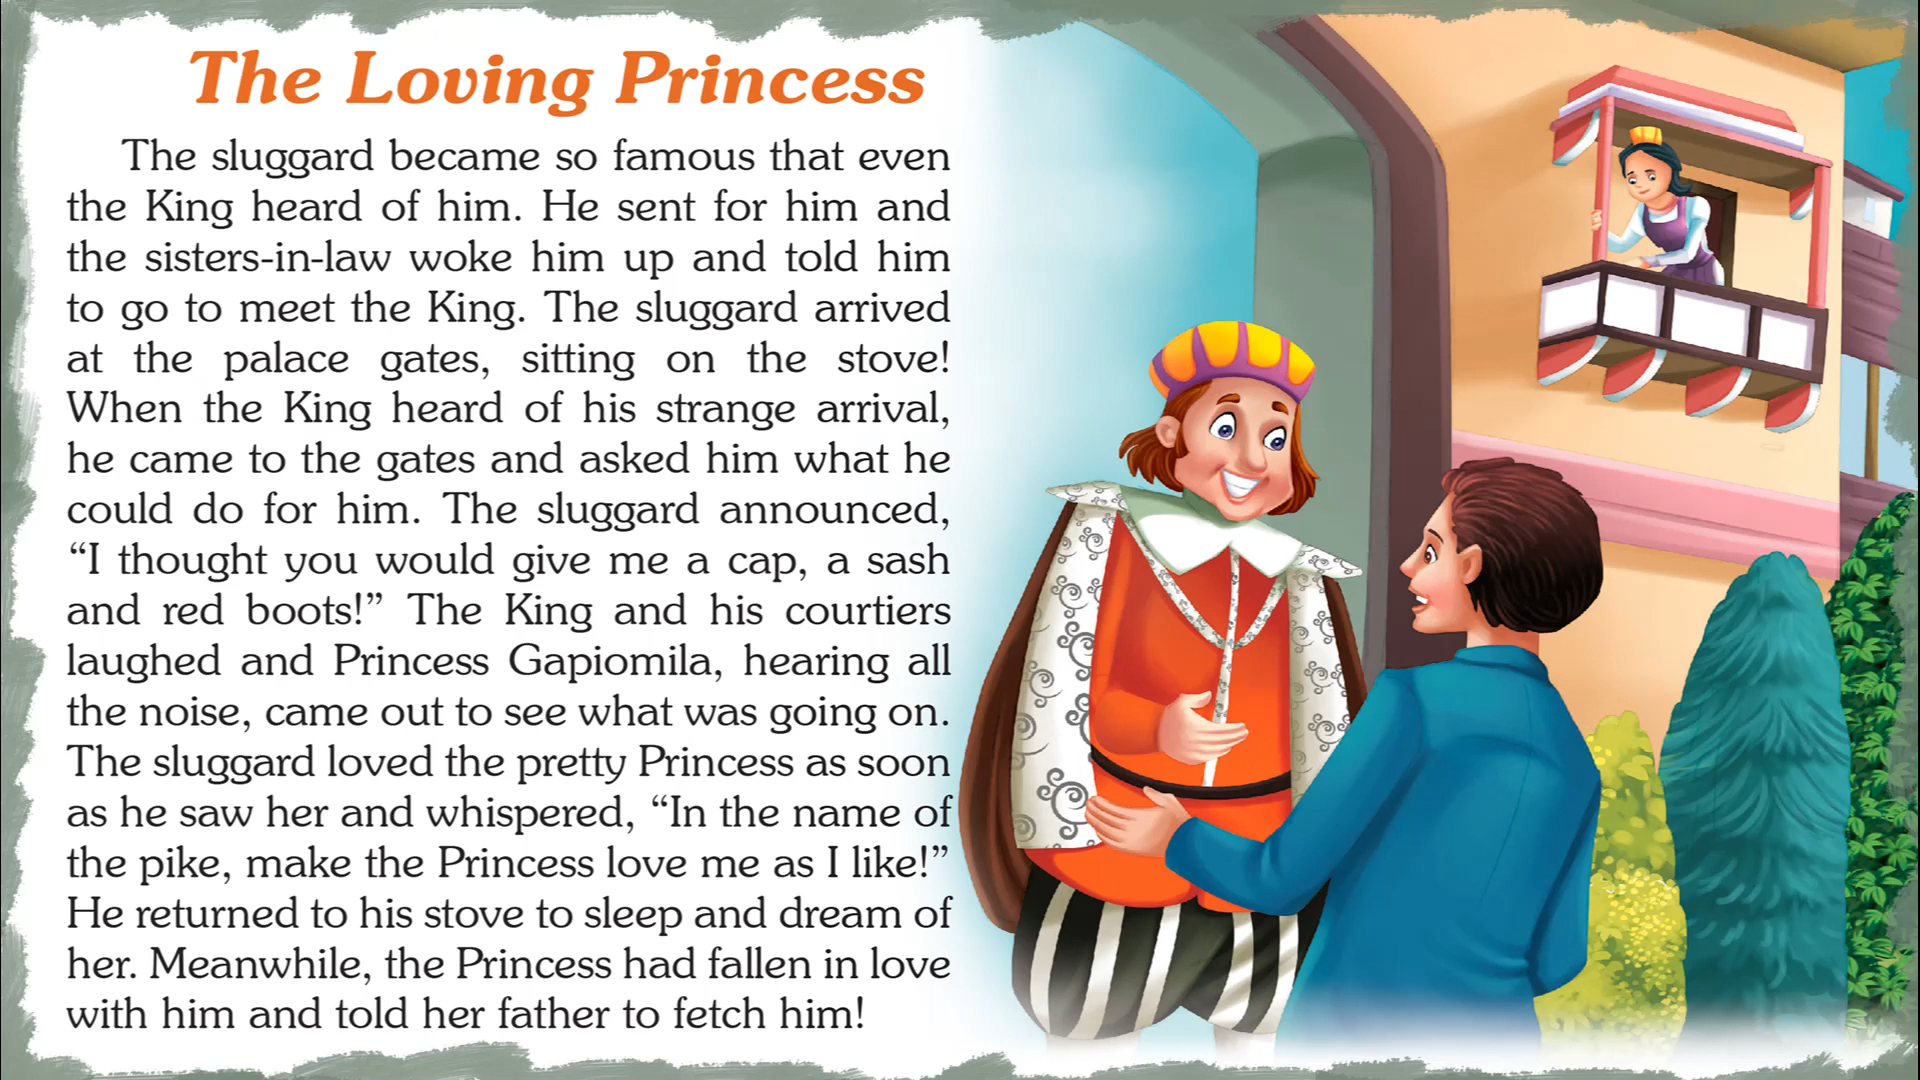 The Loving Princess
The sluggard became so famous that even
the King heard of him. He sent for him and
the sisters-in-law woke him up and told him
to go to meet the King. The sluggard arrived
at the palace gates, sitting on the stove!
When the King heard of his strange arrival,
he came to the gates and asked him what he
could do for him. The sluggard announced,
“I thought you would give me a cap, a sash
and red boots!” The King and his courtiers
laughed and Princess Gapiomila, hearing all
the noise, came out to see what was going on.
The sluggard loved the pretty Princess as soon
as he saw her and whispered, “In the name of
the pike, make the Princess love me as I like!”
He returned to his stove to sleep and dream of
her. Meanwhile, the Princess had fallen in love
with him and told her father to fetch him!